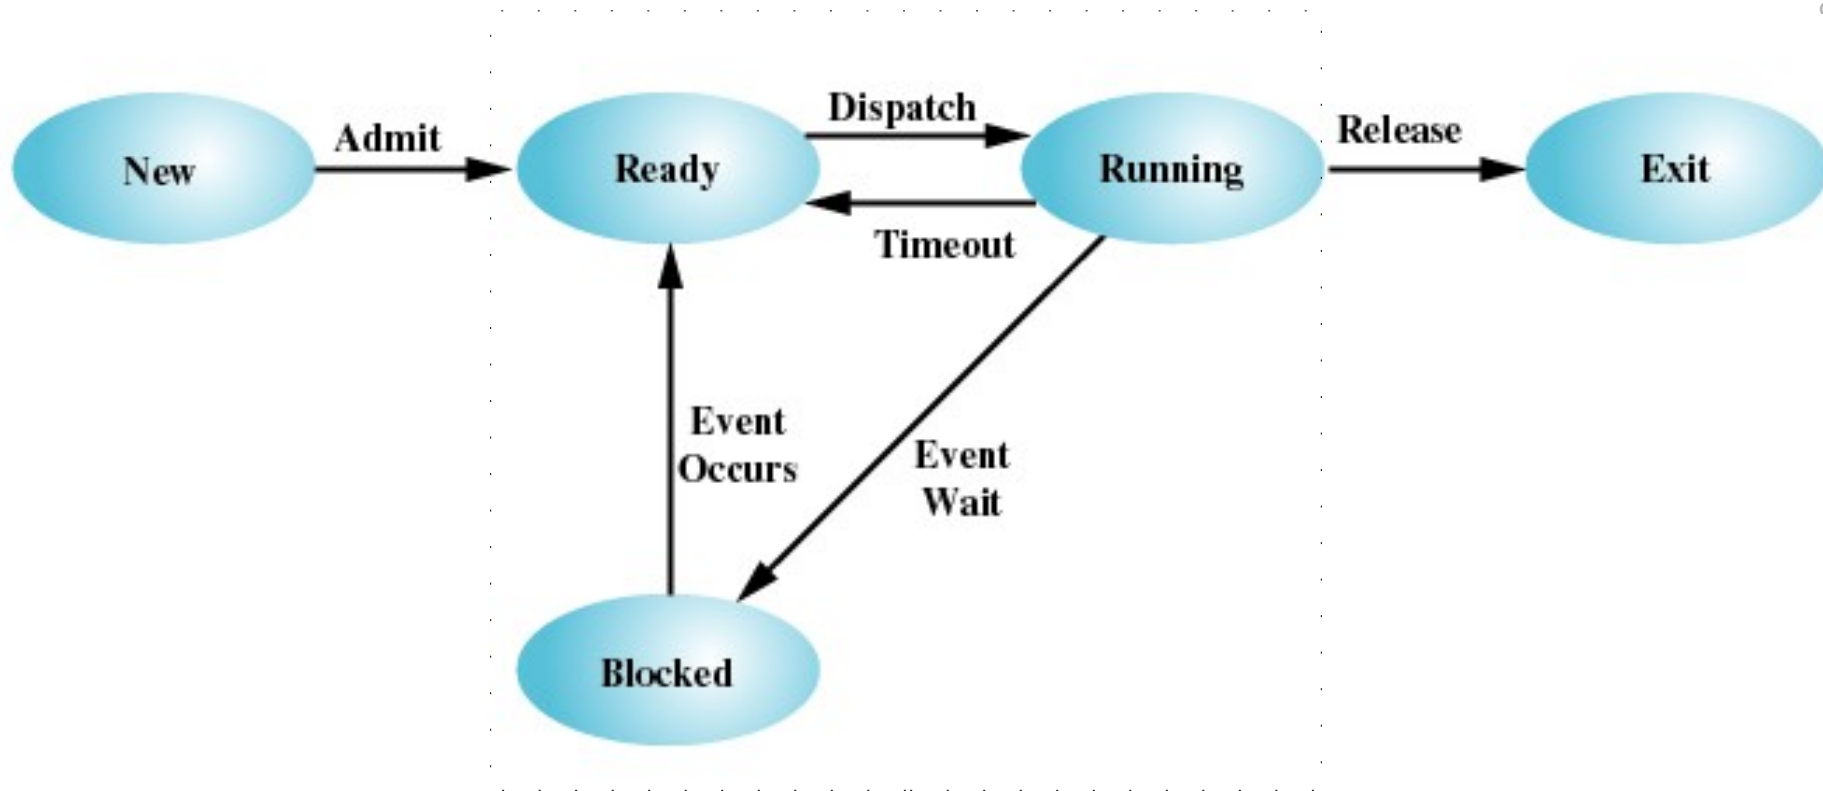 Dispatch
Admit
Release
New
Ready
Running
Exit
Timeout
Event
Occurs
Event
Wait
Blocked